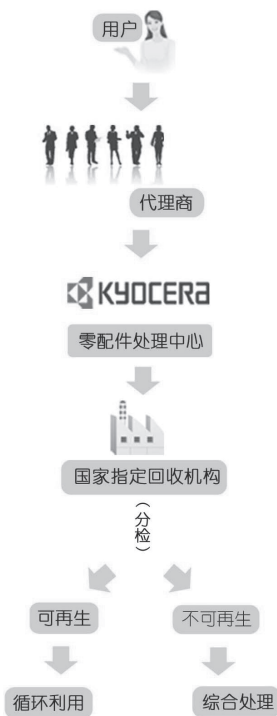 用户
代理商
KYOCERA
零配件处理中心
国家指定回收机构
（分检）
可再生
不可再生
循环利用
综合处理